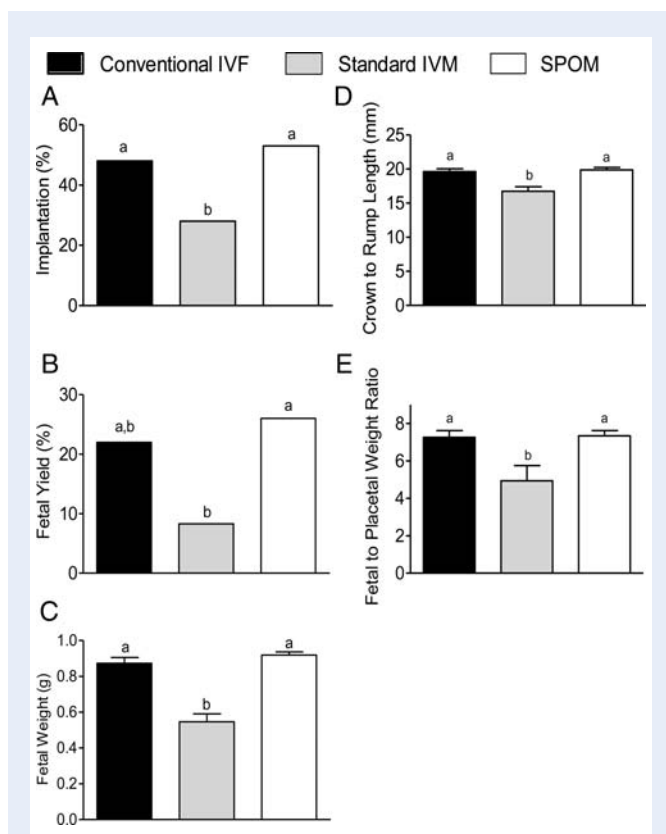 Conventional IVF Standard IVM SPOM
A
Implantation (%)
60
40
20
0
a
b
a
D
Crown to Rump Length (mm)
25
20
15
10
5
0
a
b
a
B
Fetal Yield (%)
30
20
10
0
a,b
b
a
E
Fetal to Placetal Weight Ratio
8
6
4
2
0
a
b
a
C
Fetal Weight (g)
1.0
0.8
0.6
0.4
0.2
0.0
a
b
a